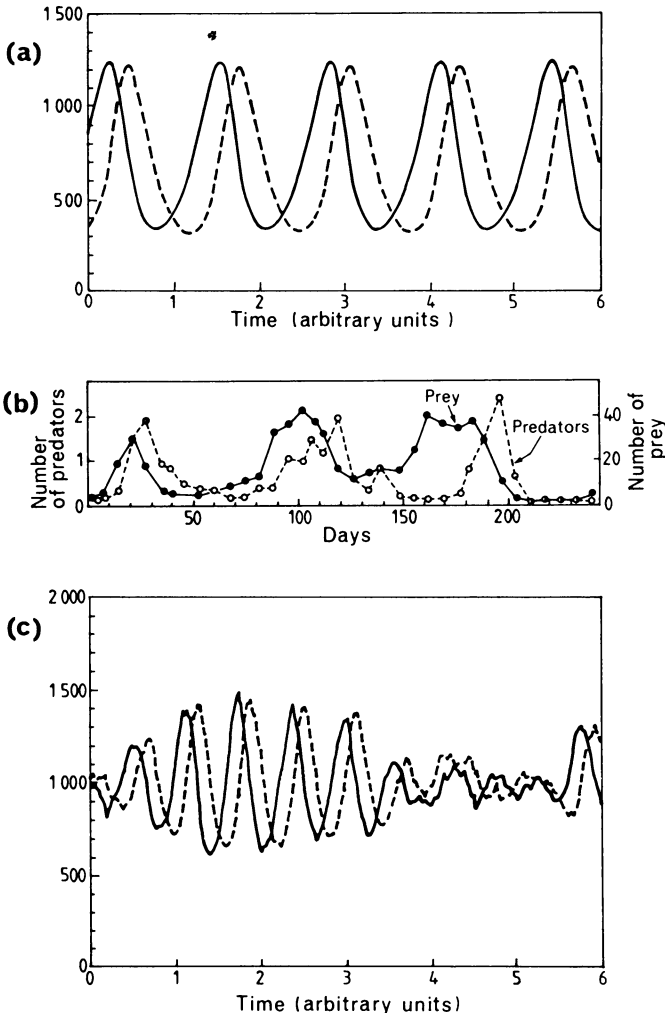 (a)
1 500
1 000
500
0
0 1 2 3 4 5 6
Time (arbitrary units)
(b)
Number of predators
2
1
0
Prey
Predators
40
20
0
Number of prey
50 100 150 200
Days
(c)
2 000
1 500
1 000
500
0
0 1 2 3 4 5 6
Time (arbitrary units)